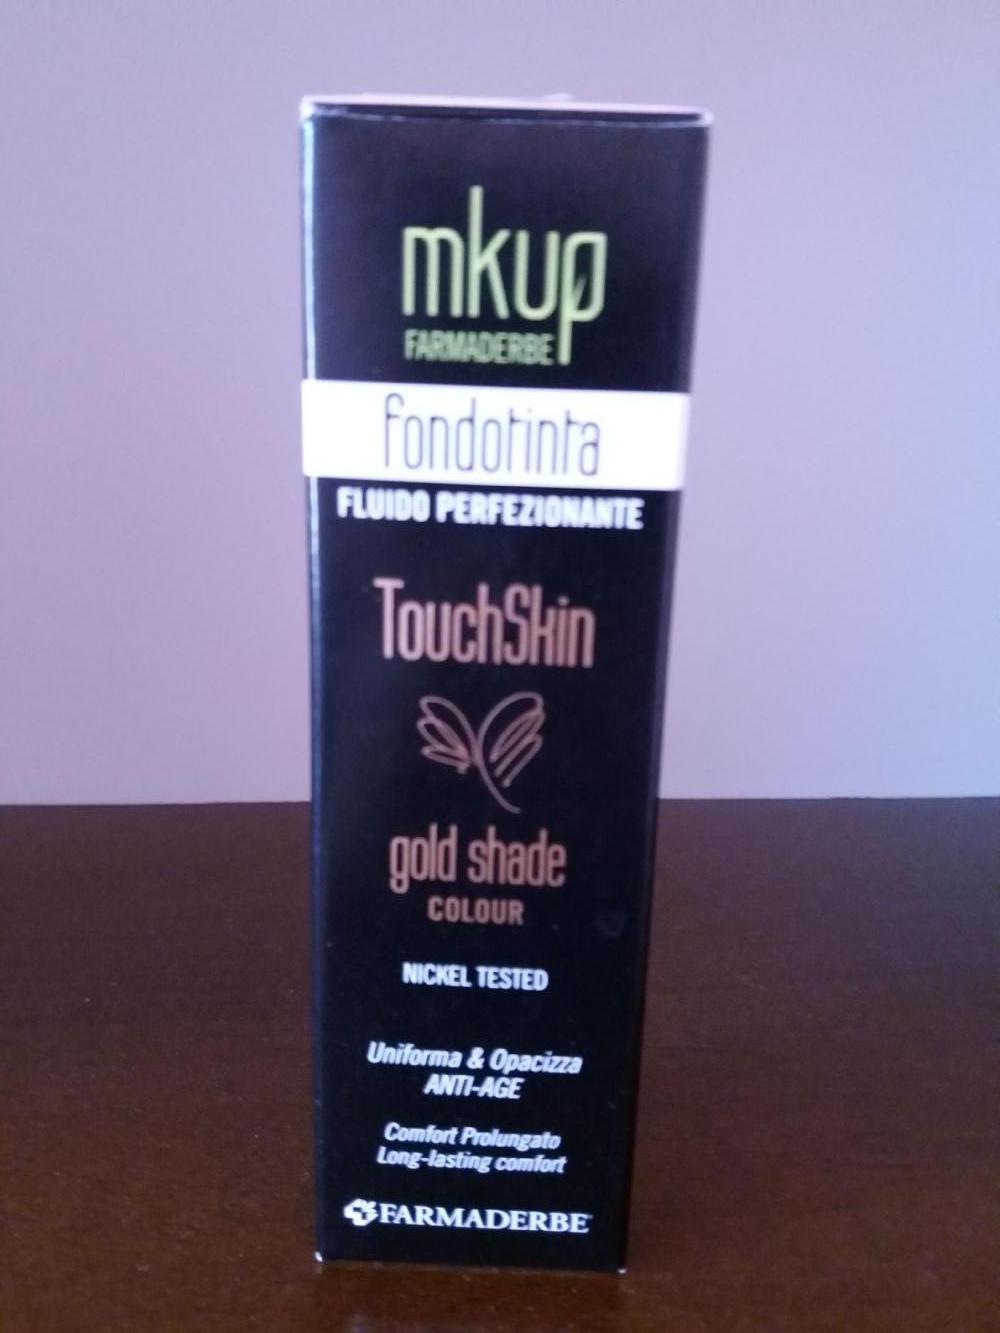 mkup
FARMADERBE
fondotinta
FLUIDO PERFEZIONANTE
TouchSkin
gold shade
COLOUR
NICKEL TESTED
Uniforma & Opacizza
ANTI-AGE
Comfort Prolungato
Long-lasting comfort
FARMADERBE